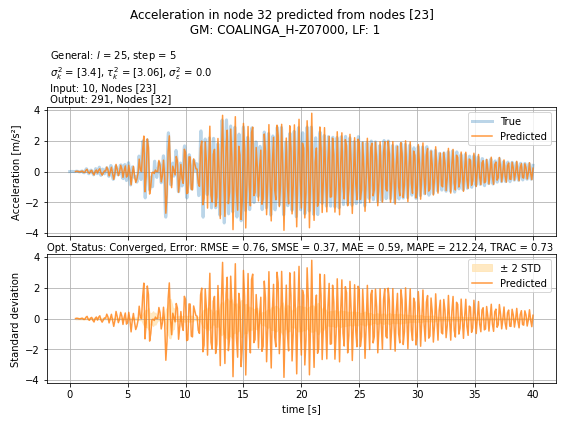 Acceleration in node 32 predicted from nodes [23]
GM: COALINGA_H-Z07000, LF: 1
General: l = 25, step = 5
σ²ₖ = [3.4], τ²ₖ = [3.06], σ²ε = 0.0
Input: 10, Nodes [23]
Output: 291, Nodes [32]
4
2
0
−2
−4
Acceleration [m/s²]
True
Predicted
Opt. Status: Converged, Error: RMSE = 0.76, SMSE = 0.37, MAE = 0.59, MAPE = 212.24, TRAC = 0.73
4
2
0
−2
−4
Standard deviation
± 2 STD
Predicted
0 5 10 15 20 25 30 35 40
time [s]